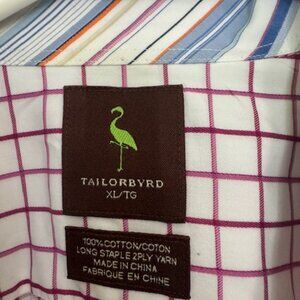 TAILORBYRD
XL/TG
100% COTTON/COTON
LONG STAPLE 2PLY YARN
MADE IN CHINA
FABRIQUE EN CHINE